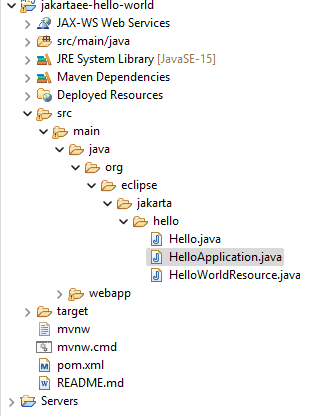 jakartaee-hello-world
JAX-WS Web Services
src/main/java
JRE System Library [JavaSE-15]
Maven Dependencies
Deployed Resources
src
main
java
org
eclipse
jakarta
hello
Hello.java
HelloApplication.java
HelloWorldResource.java
webapp
target
mvnw
mvnw.cmd
pom.xml
README.md
Servers